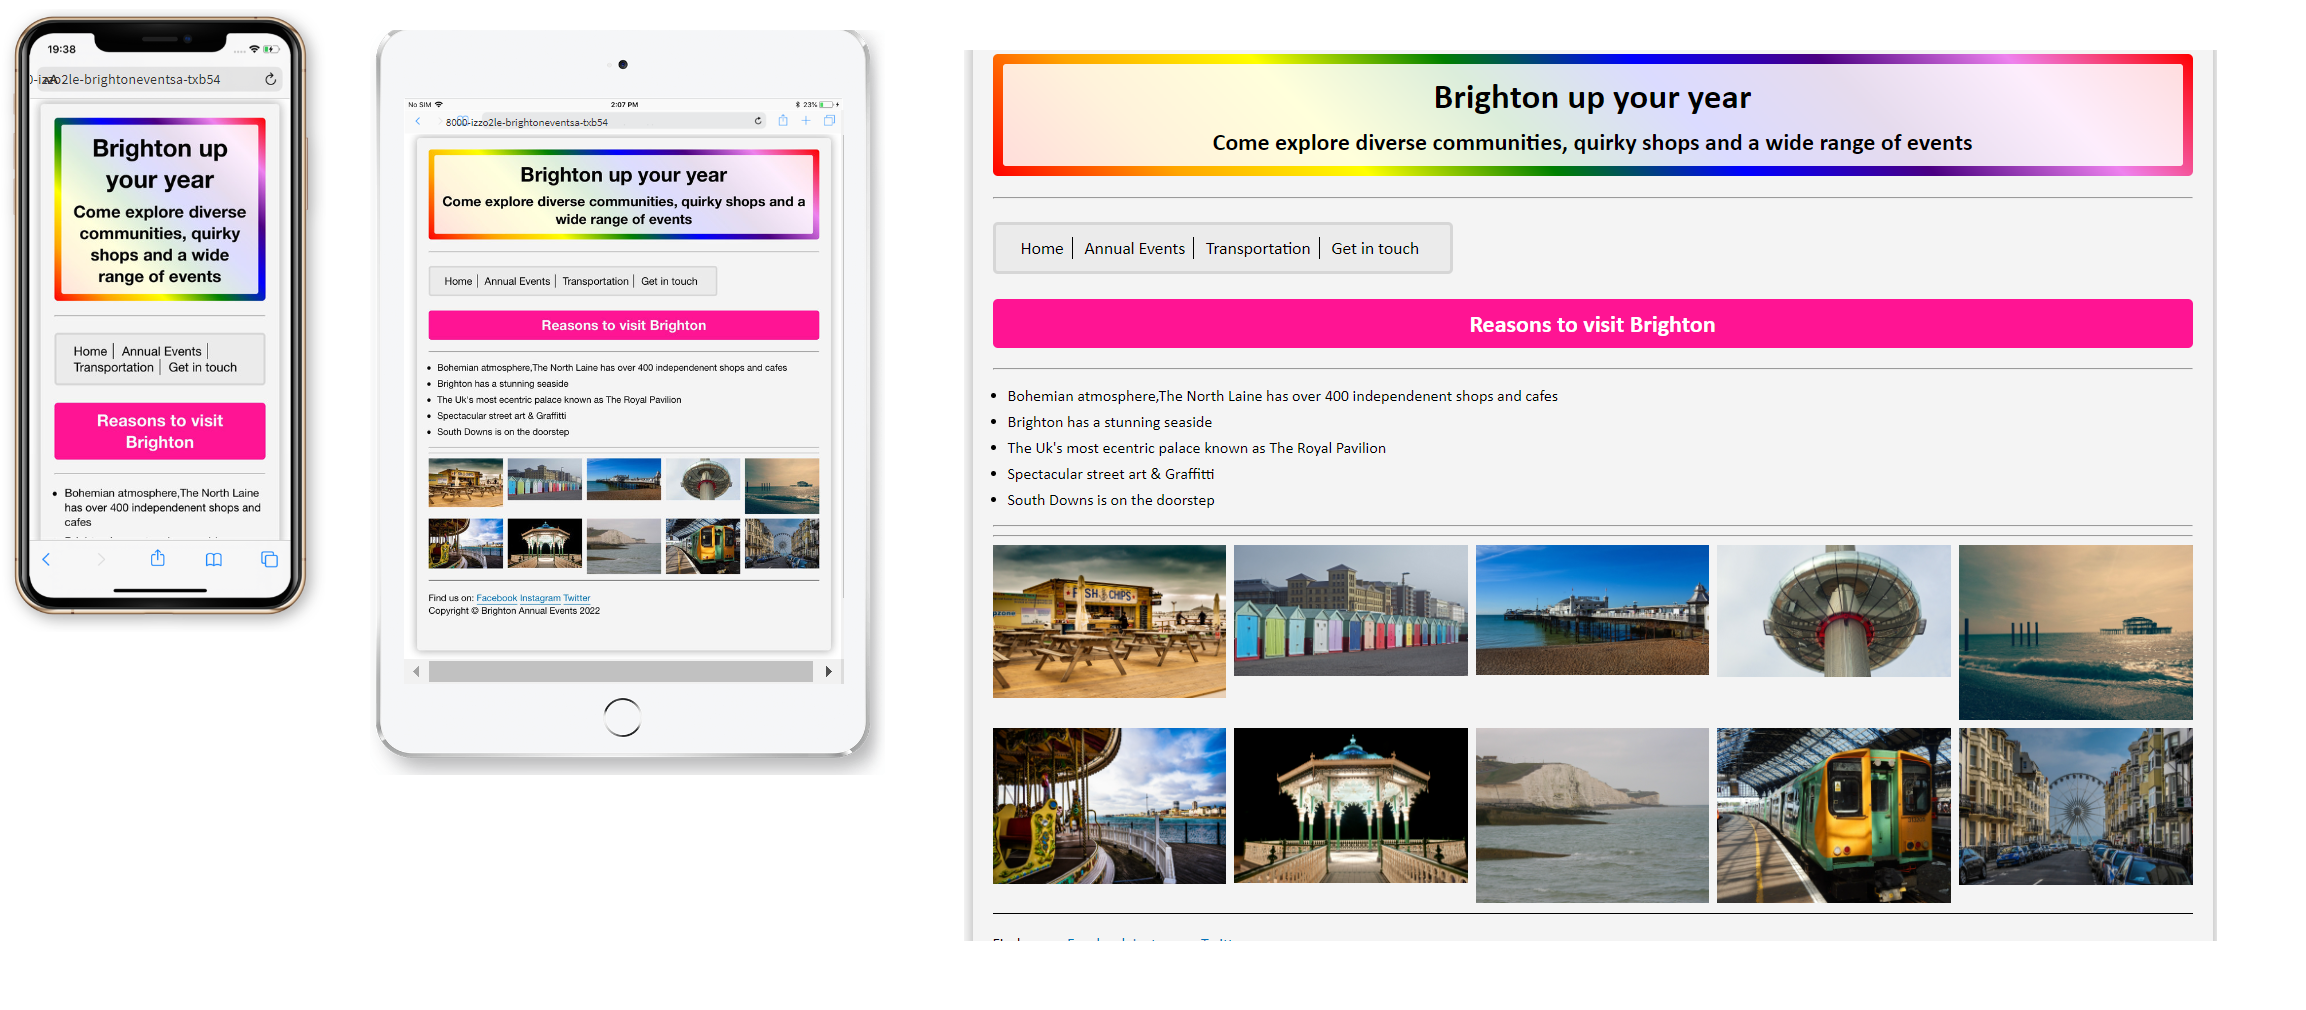 19:38
izzo2le-brightoneventsa-txb54
Brighton up
your year
Come explore diverse
communities, quirky
shops and a wide
range of events
Home
Annual Events
Transportation
Get in touch
Reasons to visit
Brighton
Bohemian atmosphere,The North Laine
has over 400 independenent shops and
cafes
No SIM
2:07 PM
23%
8000-izzo2le-brightoneventsa-txb54
Brighton up your year
Come explore diverse communities, quirky shops and a
wide range of events
Home
Annual Events
Transportation
Get in touch
Reasons to visit Brighton
Bohemian atmosphere,The North Laine has over 400 independenent shops and cafes
Brighton has a stunning seaside
The Uk's most ecentric palace known as The Royal Pavilion
Spectacular street art & Graffitti
South Downs is on the doorstep
Find us on: Facebook Instagram Twitter
Copyright © Brighton Annual Events 2022
Brighton up your year
Come explore diverse communities, quirky shops and a wide range of events
Home
Annual Events
Transportation
Get in touch
Reasons to visit Brighton
Bohemian atmosphere,The North Laine has over 400 independenent shops and cafes
Brighton has a stunning seaside
The Uk's most ecentric palace known as The Royal Pavilion
Spectacular street art & Graffitti
South Downs is on the doorstep
FISH & CHIPS